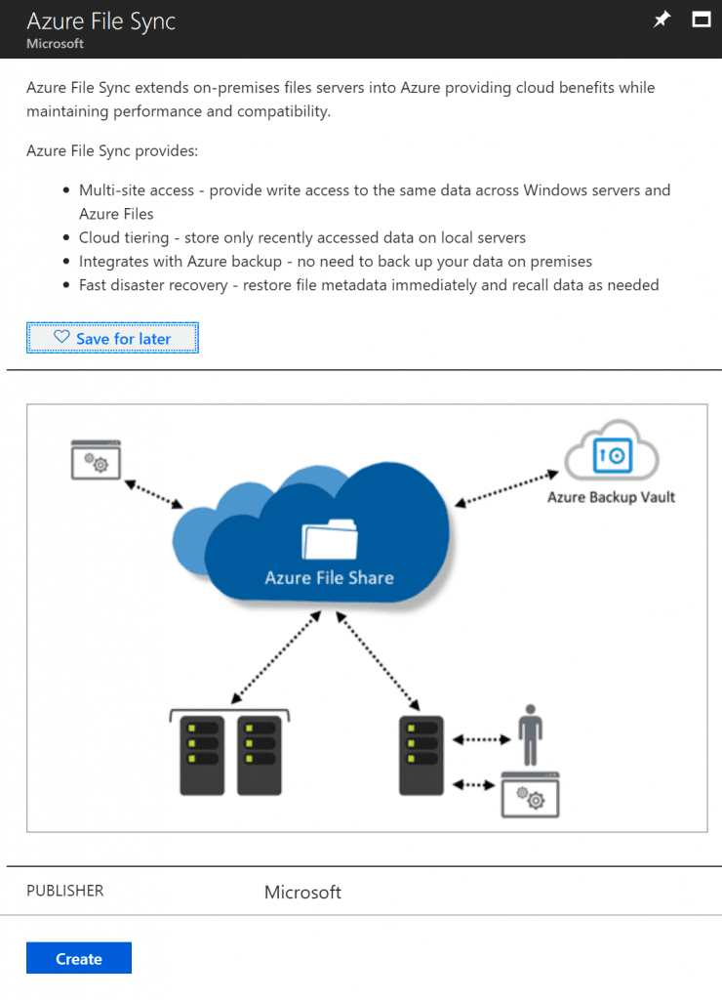 Azure File Sync
Microsoft
Azure File Sync extends on-premises files servers into Azure providing cloud benefits while
maintaining performance and compatibility.
Azure File Sync provides:
• Multi-site access - provide write access to the same data across Windows servers and
Azure Files
• Cloud tiering - store only recently accessed data on local servers
• Integrates with Azure backup - no need to back up your data on premises
• Fast disaster recovery - restore file metadata immediately and recall data as needed
Save for later
Azure Backup Vault
Azure File Share
PUBLISHER Microsoft
Create